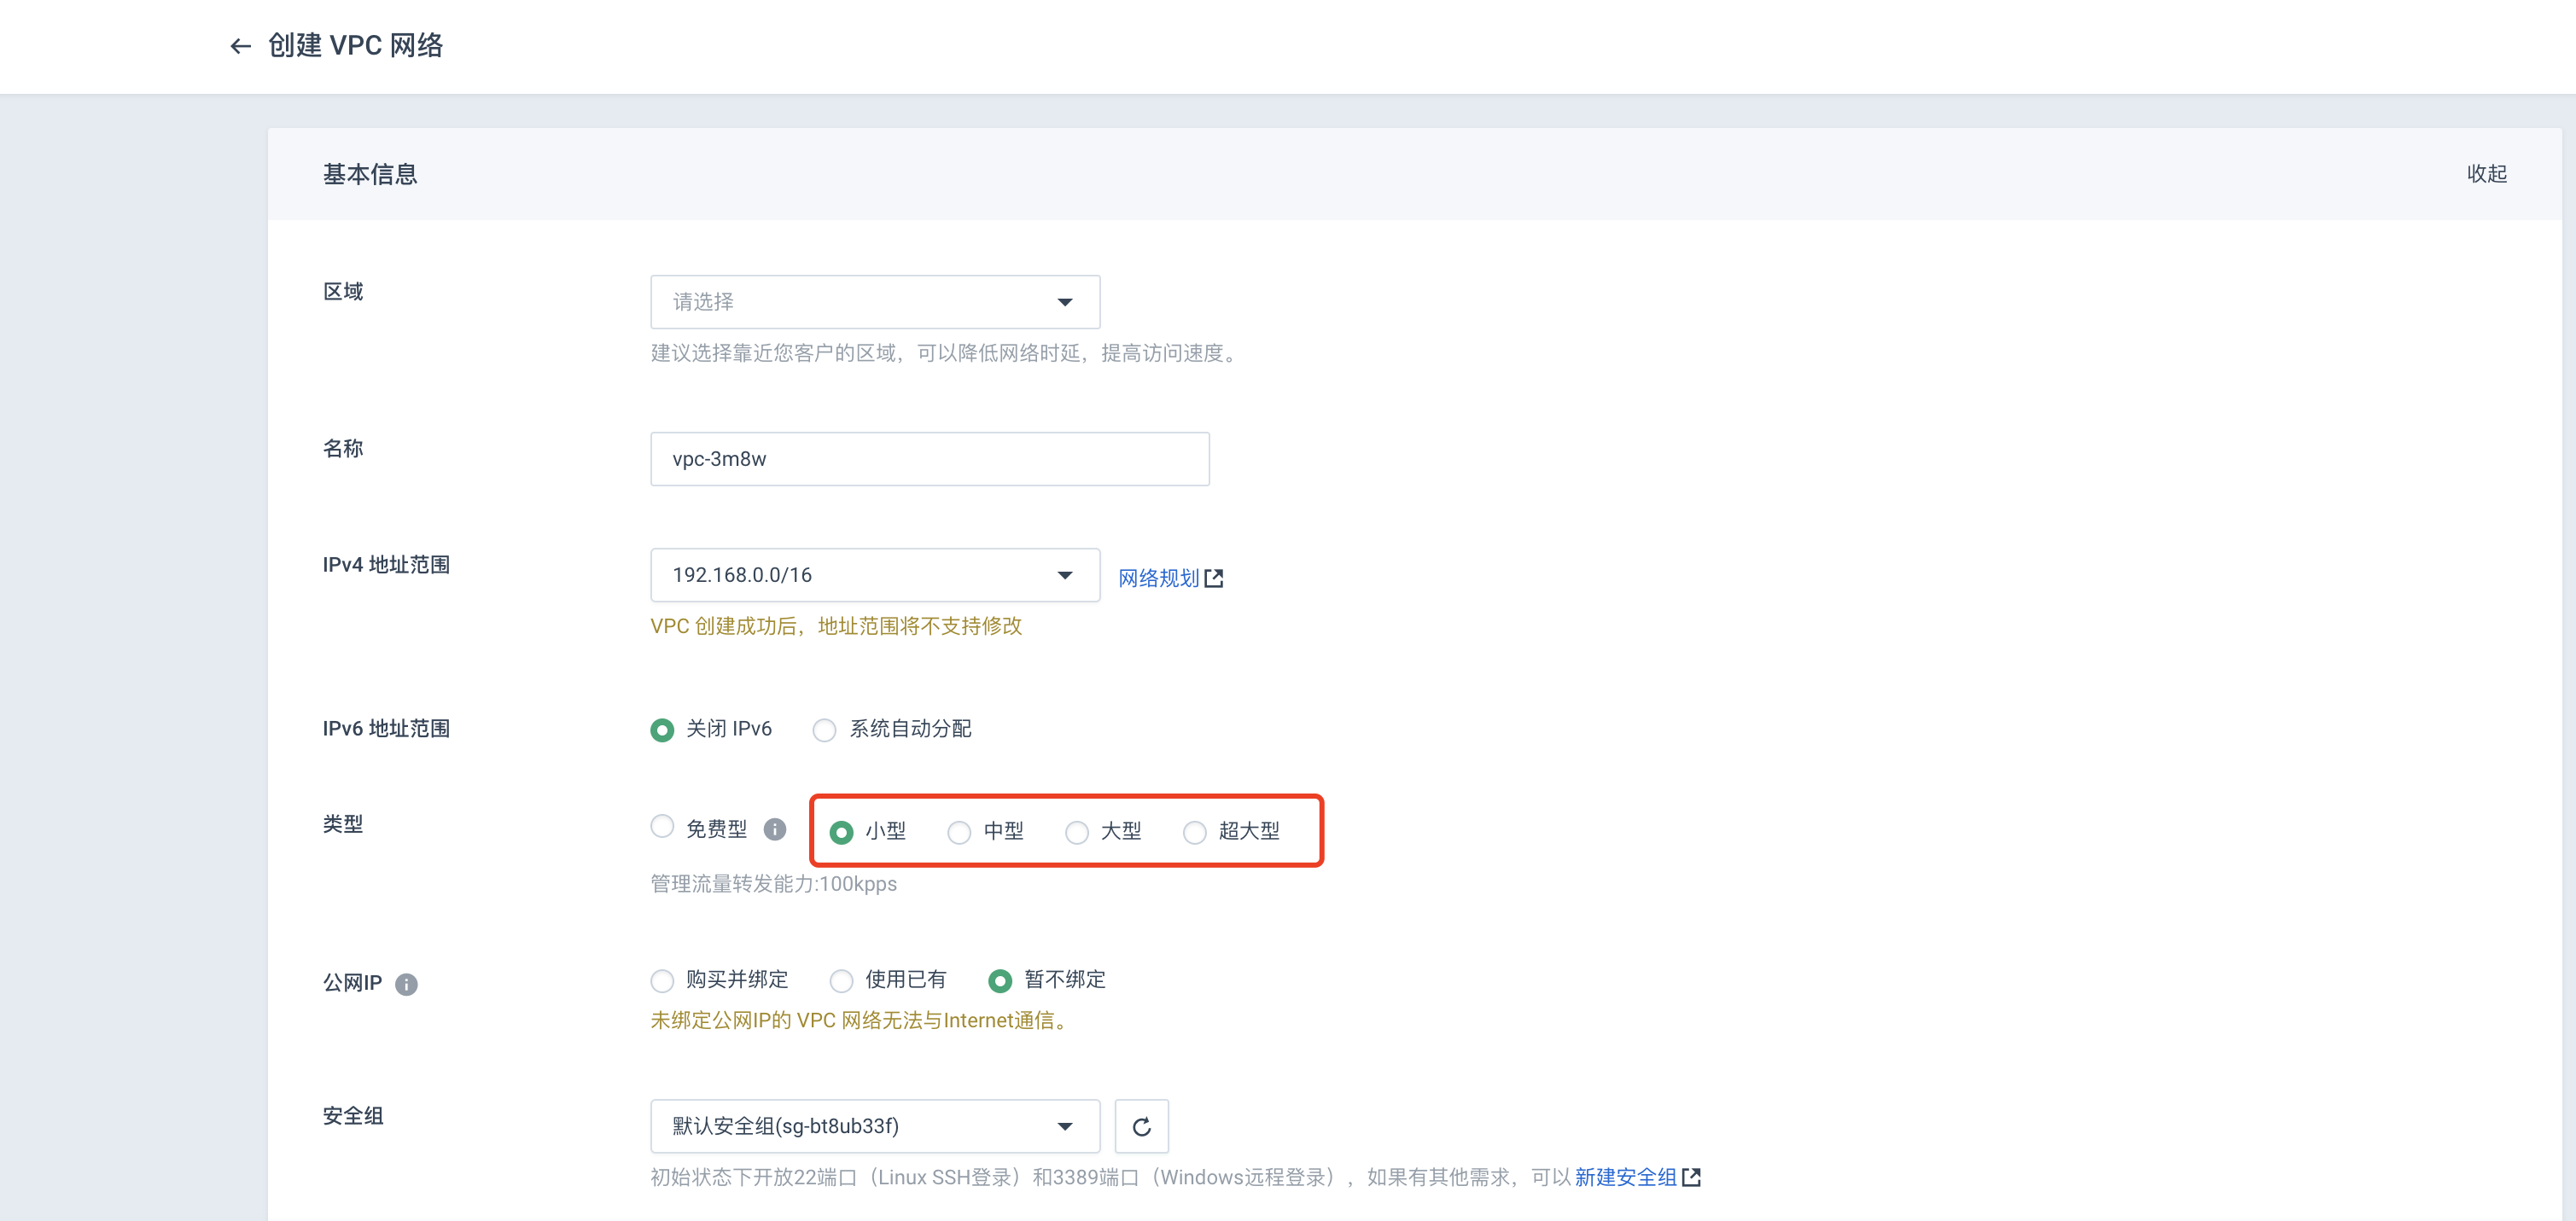 创建 VPC 网络
基本信息
收起
区域
请选择
建议选择靠近您客户的区域，可以降低网络时延，提高访问速度。
名称
vpc-3m8w
IPv4 地址范围
192.168.0.0/16
网络规划
VPC 创建成功后，地址范围将不支持修改
IPv6 地址范围
关闭 IPv6 系统自动分配
类型
免费型 小型 中型 大型 超大型
管理流量转发能力:100kpps
公网IP
购买并绑定 使用已有 暂不绑定
未绑定公网IP的 VPC 网络无法与Internet通信。
安全组
默认安全组(sg-bt8ub33f)
初始状态下开放22端口（Linux SSH登录）和3389端口（Windows远程登录），如果有其他需求，可以 新建安全组